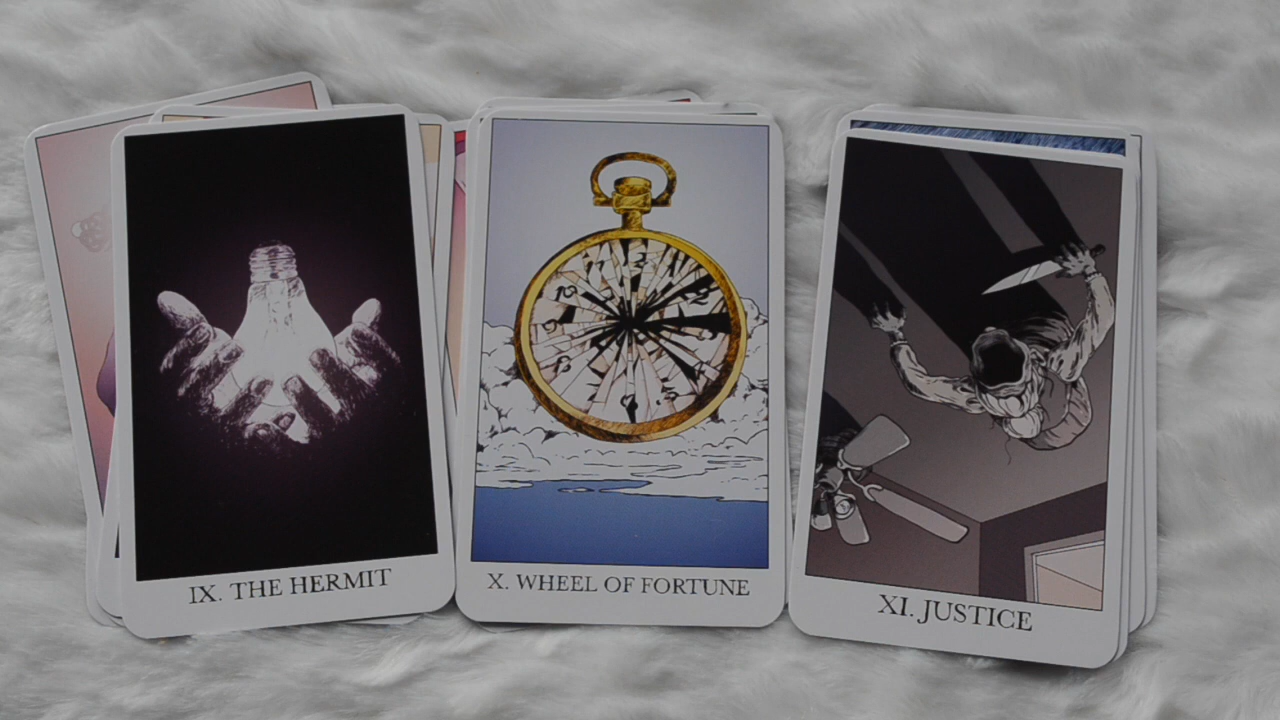 IX. THE HERMIT
X. WHEEL OF FORTUNE
XI. JUSTICE